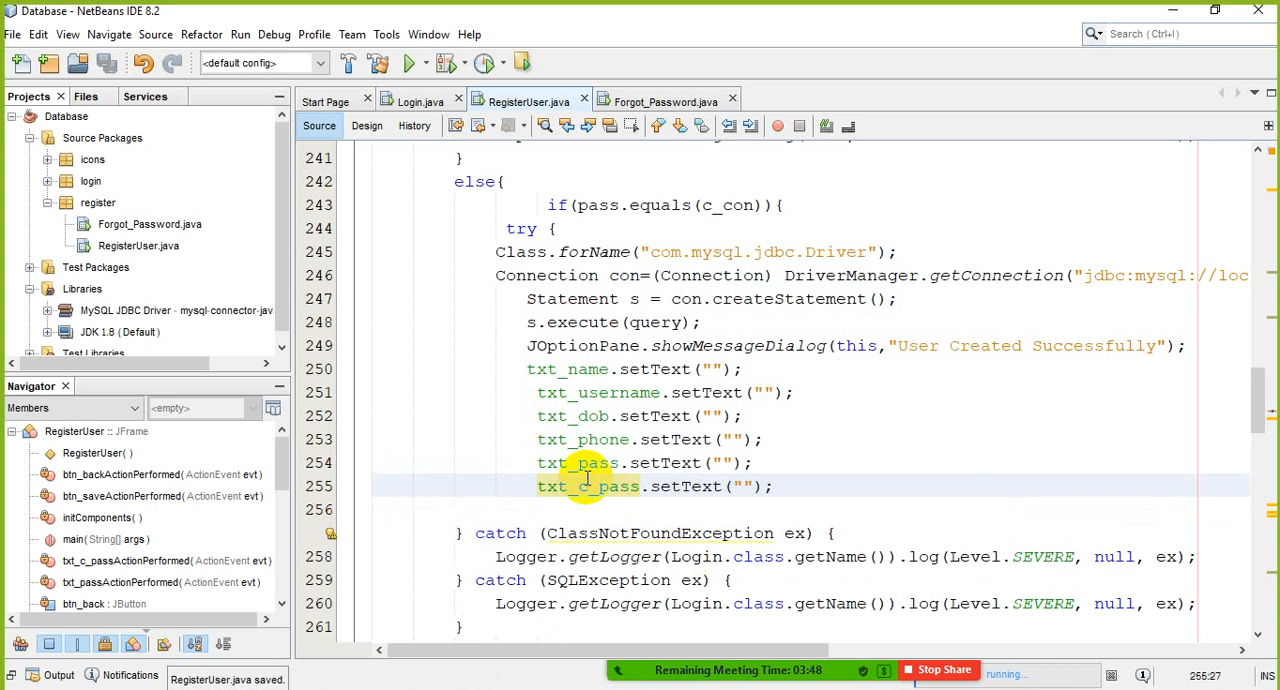 Database - NetBeans IDE 8.2
File Edit View Navigate Source Refactor Run Debug Profile Team Tools Window Help
Search (Ctrl+I)
<default config>
Projects Files Services
Start Page Login.java RegisterUser.java Forgot_Password.java
Source Design History
Database
Source Packages
icons
login
register
Forgot_Password.java
RegisterUser.java
Test Packages
Libraries
MySQL JDBC Driver - mysql-connector-jav
JDK 1.8 (Default)
Test Libraries
Navigator
Members <empty>
RegisterUser :: JFrame
RegisterUser()
btn_backActionPerformed(ActionEvent evt)
btn_saveActionPerformed(ActionEvent evt)
initComponents()
main(String[] args)
txt_c_passActionPerformed(ActionEvent evt)
txt_passActionPerformed(ActionEvent evt)
btn_back : JButton
241 }
242 else{
243 if(pass.equals(c_con)){
244 try {
245 Class.forName("com.mysql.jdbc.Driver");
246 Connection con=(Connection) DriverManager.getConnection("jdbc:mysql://loc
247 Statement s = con.createStatement();
248 s.execute(query);
249 JOptionPane.showMessageDialog(this,"User Created Successfully");
250 txt_name.setText("");
251 txt_username.setText("");
252 txt_dob.setText("");
253 txt_phone.setText("");
254 txt_pass.setText("");
255 txt_c_pass.setText("");
256
} catch (ClassNotFoundException ex) {
258 Logger.getLogger(Login.class.getName()).log(Level.SEVERE, null, ex);
259 } catch (SQLException ex) {
260 Logger.getLogger(Login.class.getName()).log(Level.SEVERE, null, ex);
261 }
Remaining Meeting Time: 03:48 Stop Share
Output Notifications RegisterUser.java saved. running... 255:27 INS